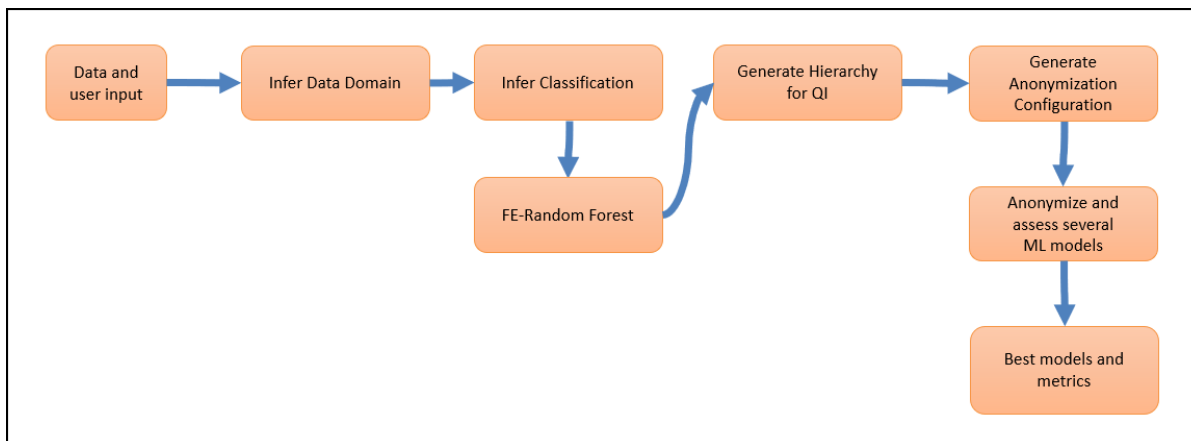 Data and
user input
Infer Data Domain
Infer Classification
FE-Random Forest
Generate Hierarchy
for QI
Generate
Anonymization
Configuration
Anonymize and
assess several
ML models
Best models and
metrics